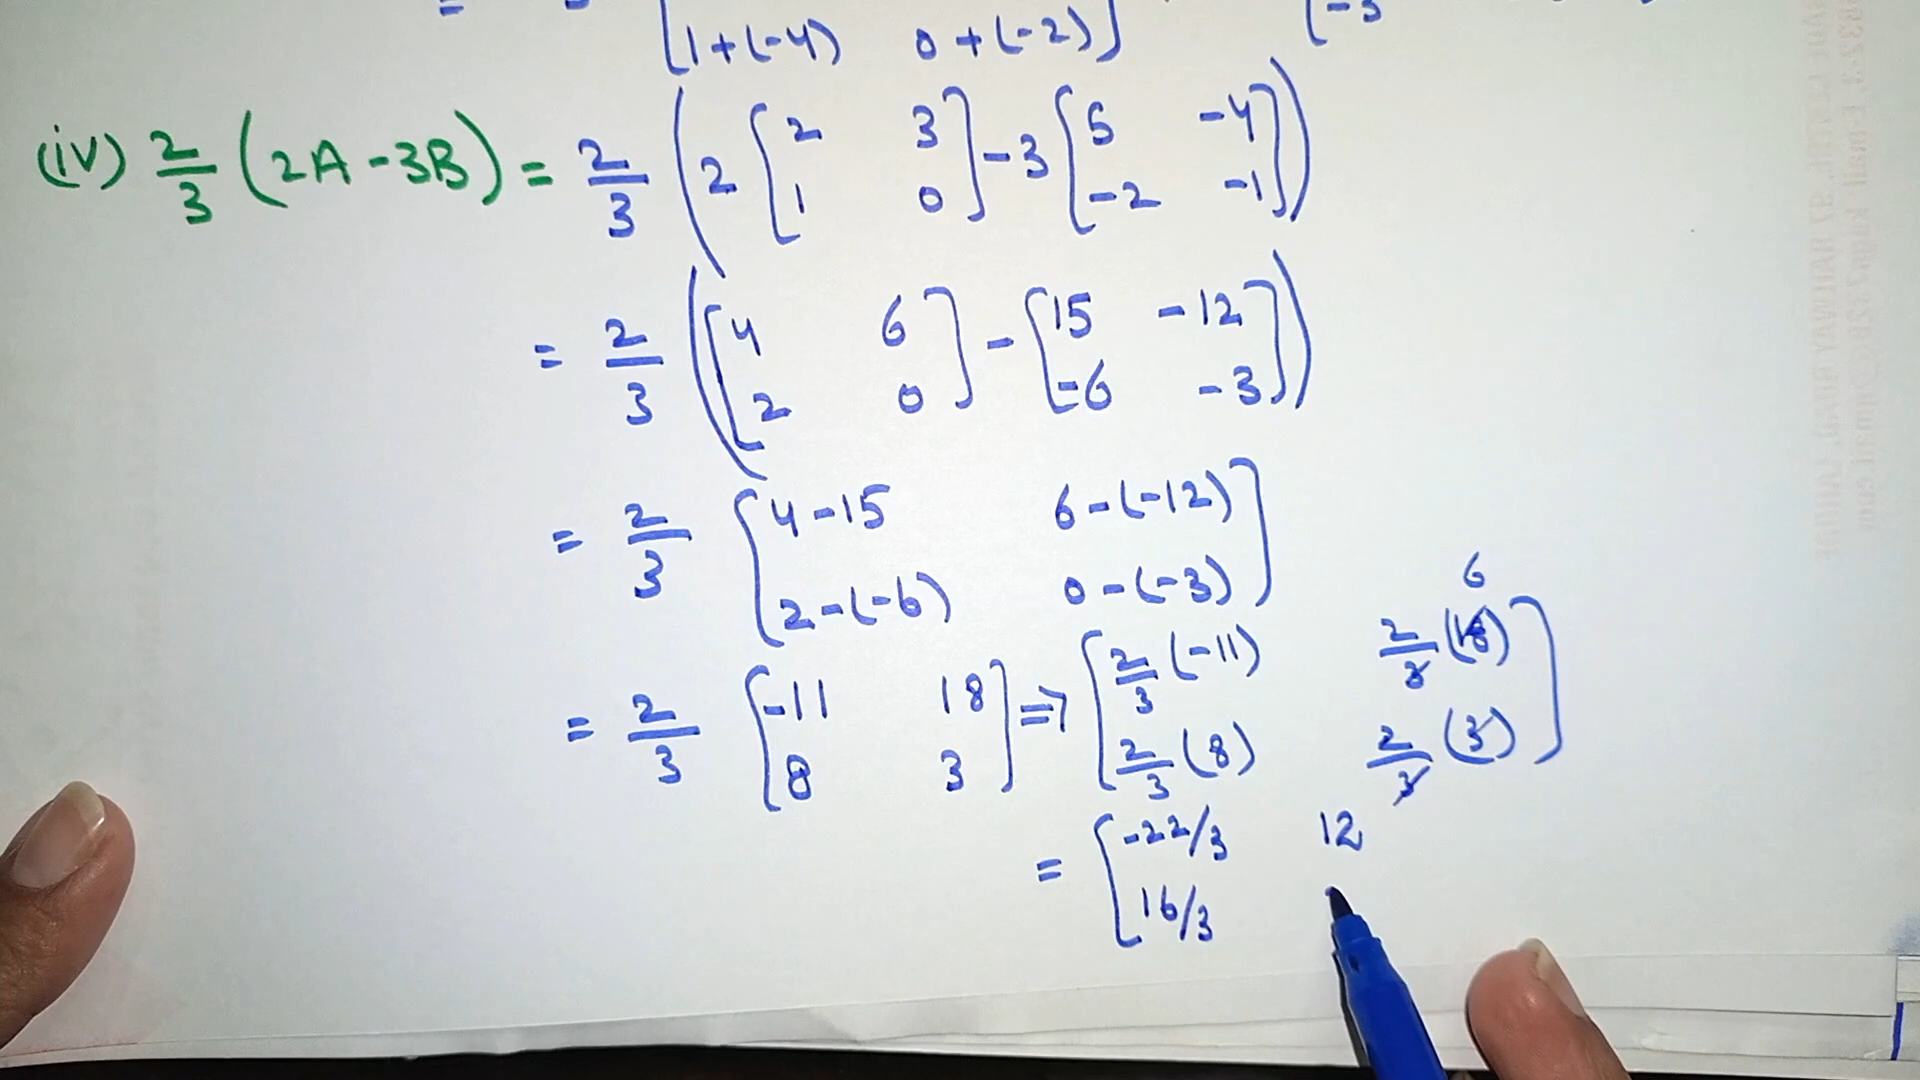 [1+(-4) 0+(-2)] [-3
(iv) 2/3 (2A-3B) = 2/3 (2 [2 3] -3 [5 -4])
[1 0] [-2 -1]
= 2/3 ([4 6] - [15 -12])
[2 0] [-6 -3]
= 2/3 [4-15 6-(-12)]
[2-(-6) 0-(-3)]
= 2/3 [-11 18] => [2/3 (-11) 2/3 (18) 6]
[8 3] [2/3 (8) 2/3 (3)]
= [-22/3 12
[16/3